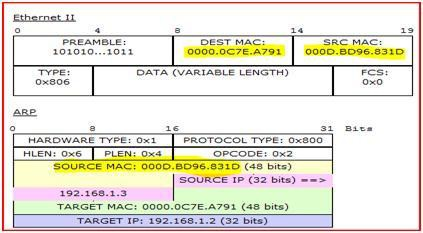 Ethernet II
0 4 8 14 19
PREAMBLE: DEST MAC: SRC MAC:
101010...1011 0000.0C7E.A791 000D.BD96.831D
TYPE: DATA (VARIABLE LENGTH) FCS:
0x806 0x0
ARP
0 8 16 31 Bits
HARDWARE TYPE: 0x1 PROTOCOL TYPE: 0x800
HLEN: 0x6 PLEN: 0x4 OPCODE: 0x2
SOURCE MAC: 000D.BD96.831D (48 bits)
SOURCE IP (32 bits) ==>
192.168.1.3
TARGET MAC: 0000.0C7E.A791 (48 bits)
TARGET IP: 192.168.1.2 (32 bits)